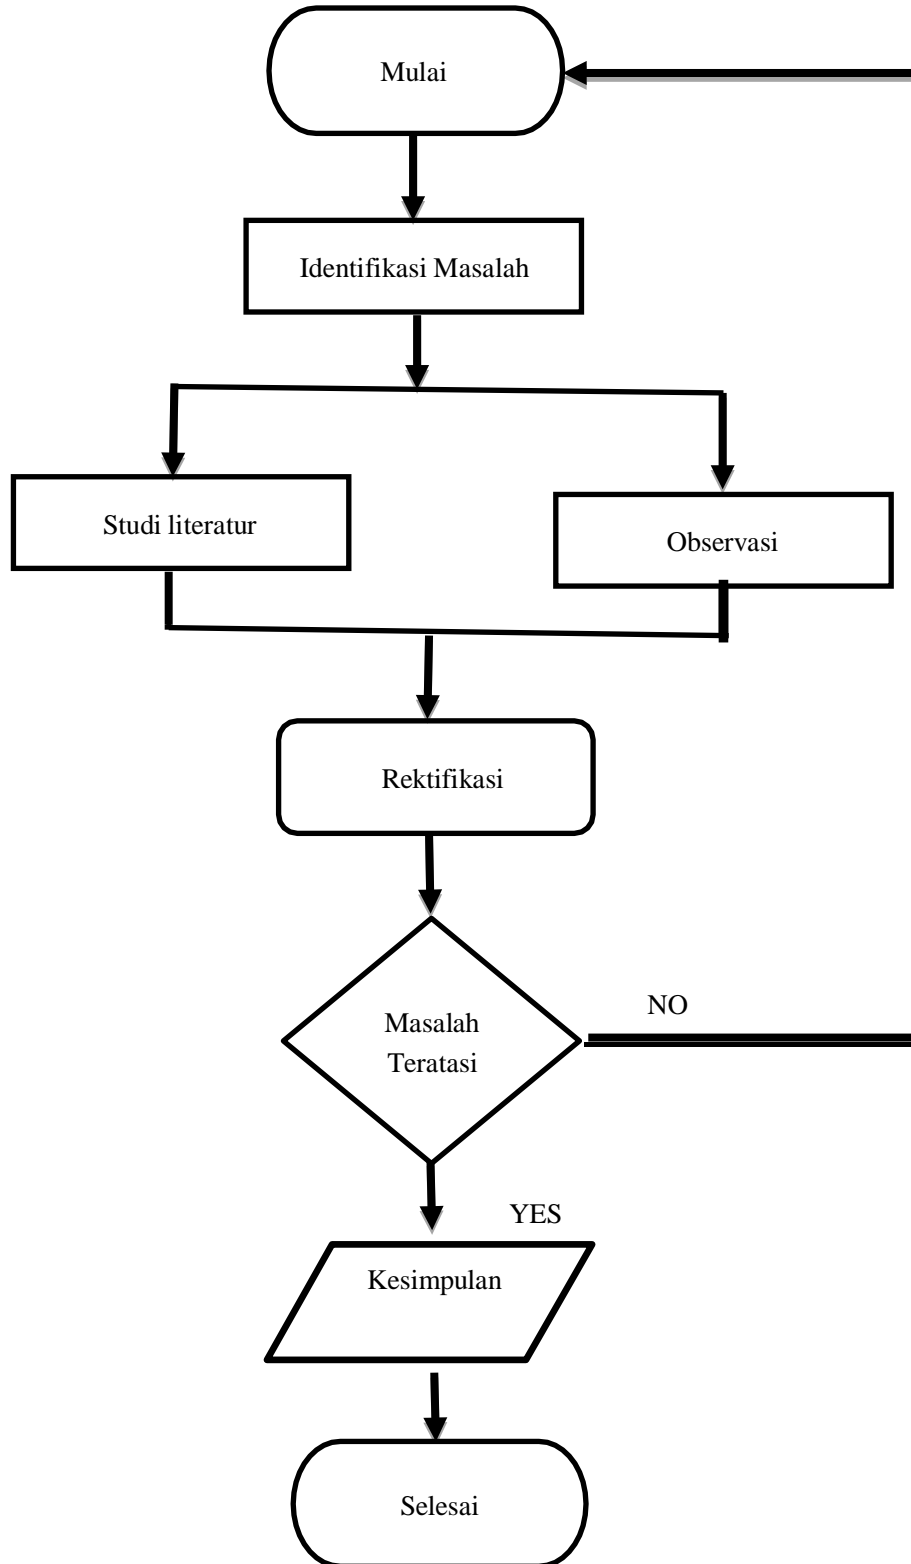 Mulai
Identifikasi Masalah
Studi literatur
Observasi
Rektifikasi
NO
Masalah
Teratasi
YES
Kesimpulan
Selesai